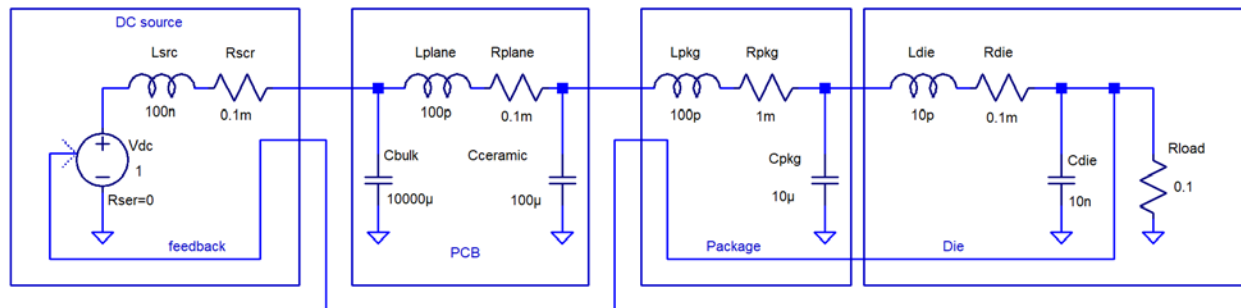 DC source
Lsrc
Rscr
100n
0.1m
Vdc
1
Rser=0
feedback
Lplane
Rplane
100p
0.1m
Cbulk
10000µ
Cceramic
100µ
PCB
Lpkg
Rpkg
100p
1m
Cpkg
10µ
Package
Ldie
Rdie
10p
0.1m
Cdie
10n
Rload
0.1
Die